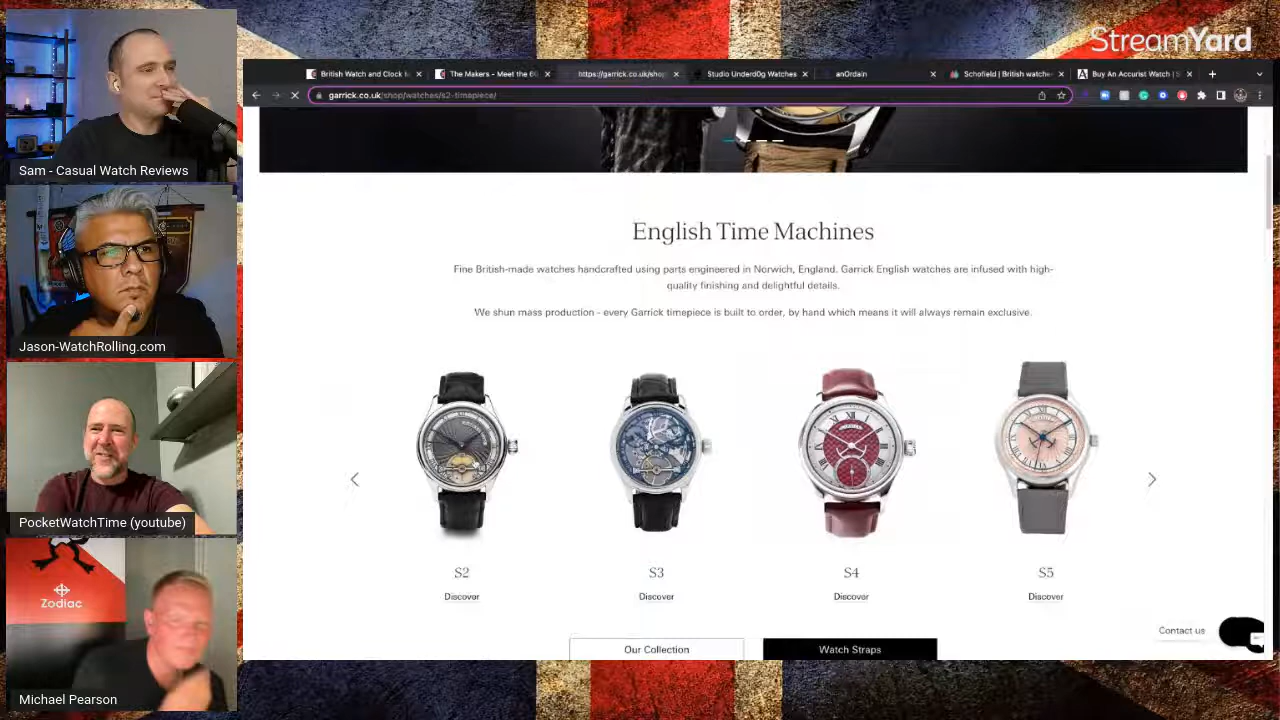 StreamYard
Sam - Casual Watch Reviews
Jason-WatchRolling.com
PocketWatchTime (youtube)
Zodiac
Michael Pearson
British Watch and Clock
The Makers - Meet the
https://garrick.co.uk/shop
Studio Underd0g Watches
anOrdain
Schofield | British watche
Buy An Accurist Watch | S
garrick.co.uk/shop/watches/s2-timepiece/
English Time Machines
Fine British-made watches handcrafted using parts engineered in Norwich, England. Garrick English watches are infused with high-
quality finishing and delightful details.
We shun mass production - every Garrick timepiece is built to order, by hand which means it will always remain exclusive.
S2
S3
S4
S5
Discover
Discover
Discover
Discover
Contact us
Our Collection
Watch Straps